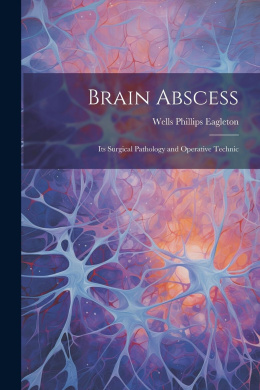 Brain Abscess
Wells Phillips Eagleton
Its Surgical Pathology and Operative Technic